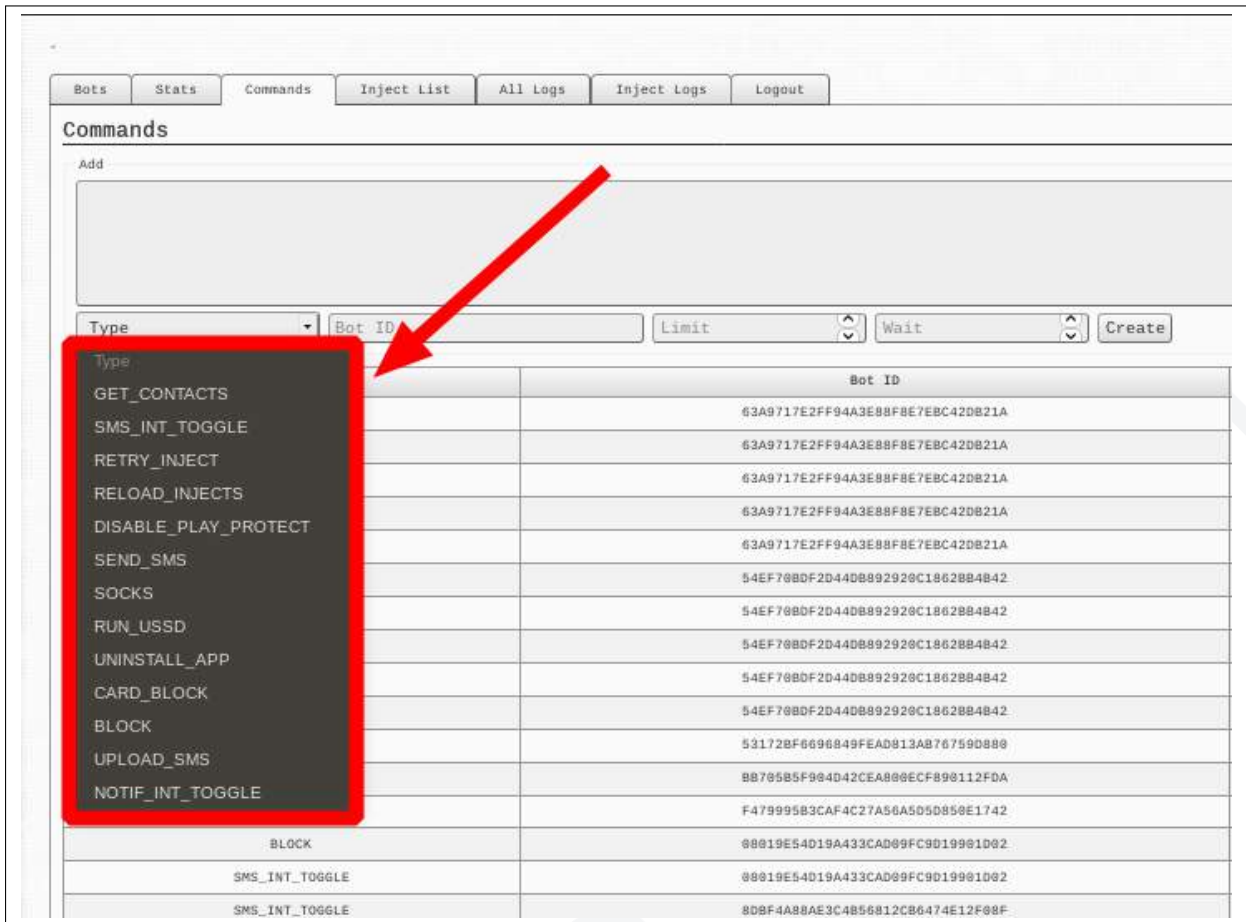 Bots Stats Commands Inject List All Logs Inject Logs Logout
Commands
Add
Type Bot ID Limit Wait Create
Type
GET_CONTACTS
SMS_INT_TOGGLE
RETRY_INJECT
RELOAD_INJECTS
DISABLE_PLAY_PROTECT
SEND_SMS
SOCKS
RUN_USSD
UNINSTALL_APP
CARD_BLOCK
BLOCK
UPLOAD_SMS
NOTIF_INT_TOGGLE
Bot ID
63A9717E2FF94A3E88F8E7EBC42DB21A
63A9717E2FF94A3E88F8E7EBC42DB21A
63A9717E2FF94A3E88F8E7EBC42DB21A
63A9717E2FF94A3E88F8E7EBC42DB21A
63A9717E2FF94A3E88F8E7EBC42DB21A
54EF70BDF2D44DB892920C1862BB4B42
54EF70BDF2D44DB892920C1862BB4B42
54EF70BDF2D44DB892920C1862BB4B42
54EF70BDF2D44DB892920C1862BB4B42
54EF70BDF2D44DB892920C1862BB4B42
53172BF6696849FEAD813AB76759D880
BB705B5F904D42CEA800ECF890112FDA
F479995B3CAF4C27A56A5D5D850E1742
BLOCK 08019E54D19A433CAD09FC9D19901D02
SMS_INT_TOGGLE 08019E54D19A433CAD09FC9D19901D02
SMS_INT_TOGGLE 8DBF4A88AE3C4B56812CB6474E12F08F